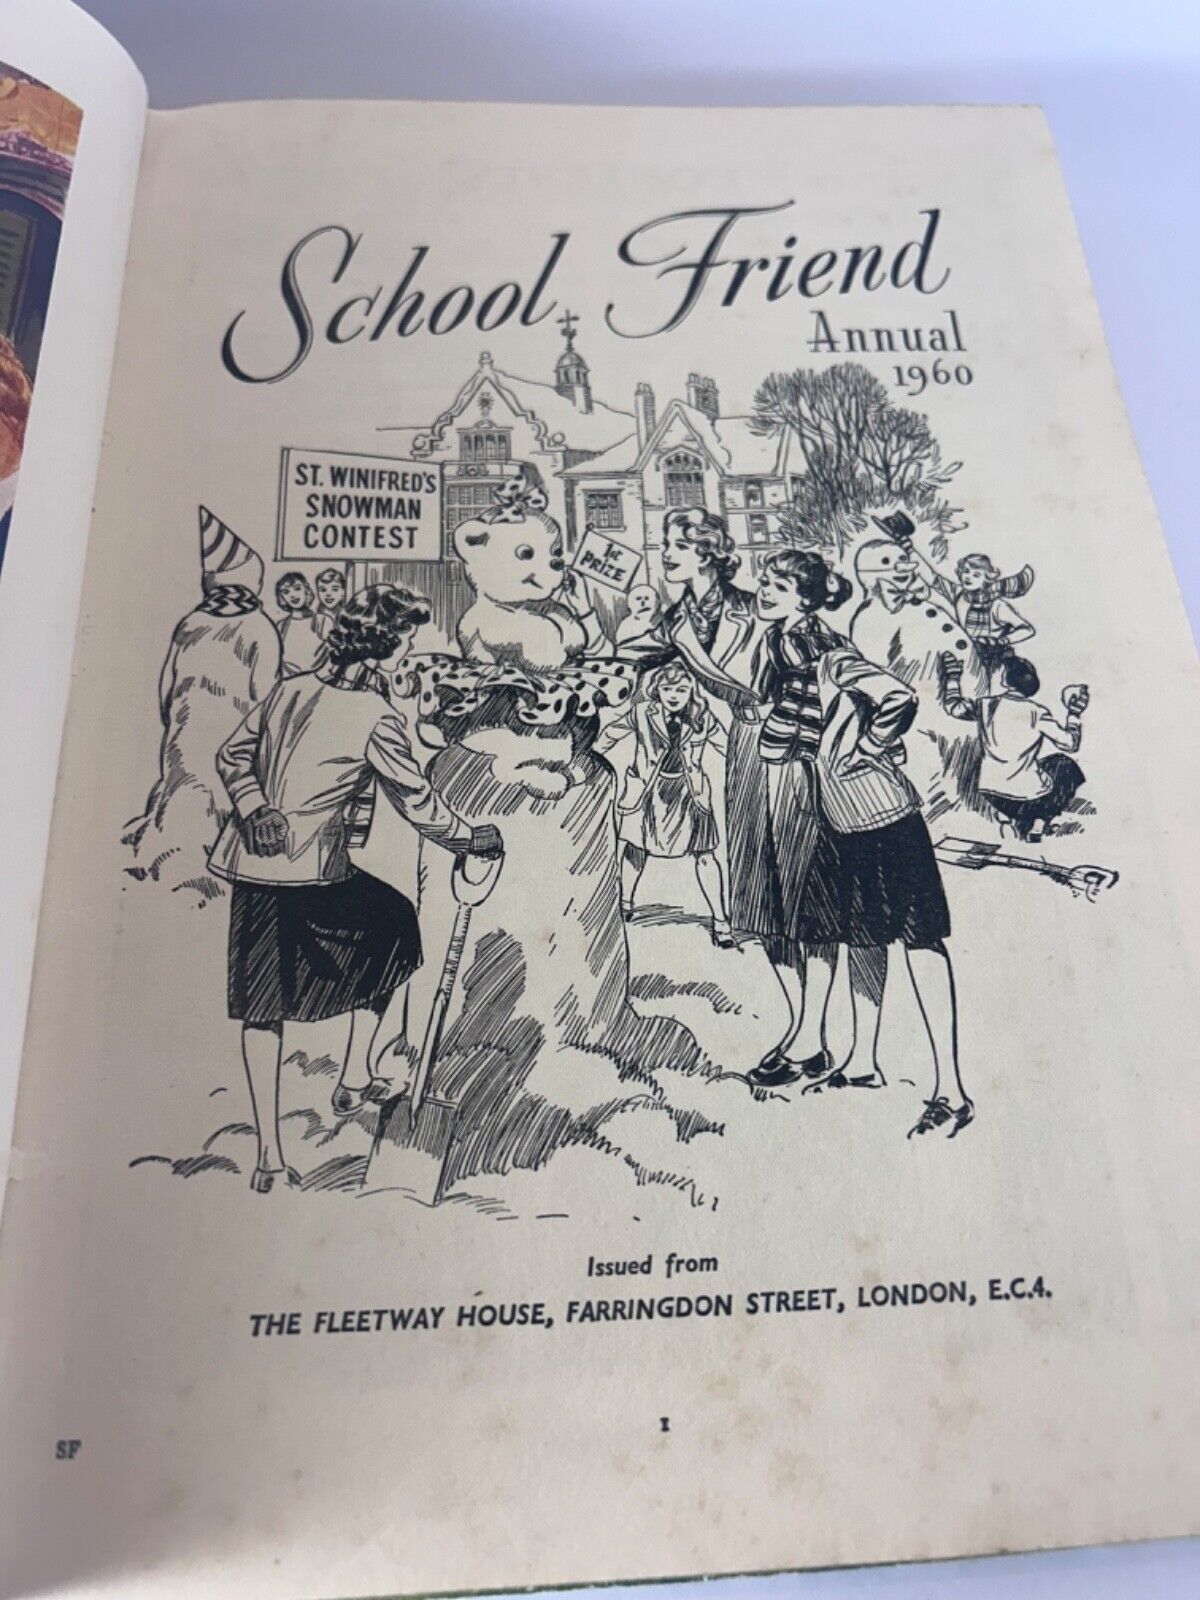 School Friend
Annual
1960
ST. WINIFRED'S
SNOWMAN
CONTEST
1st
PRIZE
Issued from
THE FLEETWAY HOUSE, FARRINGDON STREET, LONDON, E.C.4.
1
SF